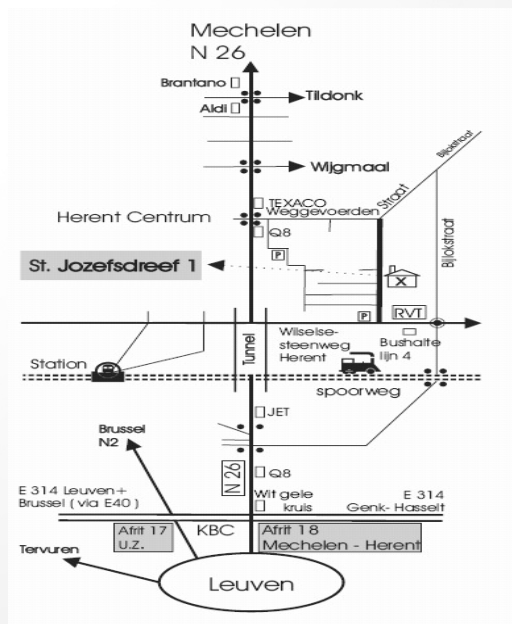 Mechelen
N 26
Brantano
Tildonk
Aldi
Wijgmaal
Bijlokstraat
TEXACO
Weggevoerden Straat
Herent Centrum
Q8
P
Bijlokstraat
St. Jozefsdreef 1
X
P
RVT
Wilselse-
steenweg
Herent
Bushalte
lijn 4
Tunnel
Station
spoorweg
JET
Brussel
N2
N 26
Q8
E 314 Leuven+
Brussel ( via E40 )
Wit gele
kruis
E 314
Genk- Hasselt
Afrit 17
U.Z.
KBC
Afrit 18
Mechelen - Herent
Tervuren
Leuven